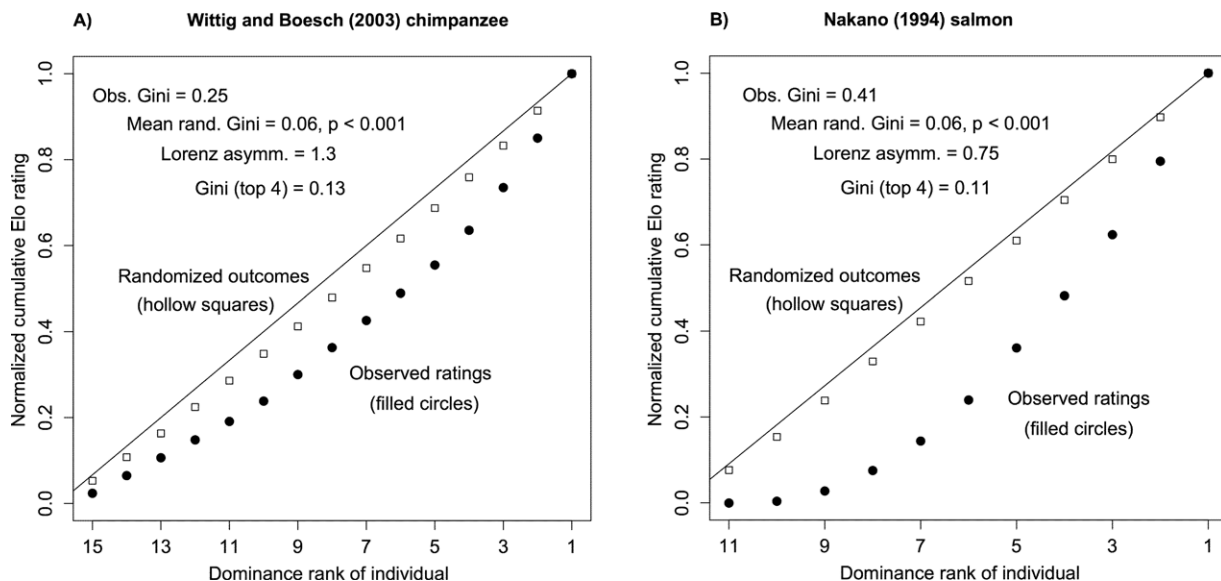 A) Wittig and Boesch (2003) chimpanzee
Normalized cumulative Elo rating
1.0
0.8
0.6
0.4
0.2
0.0
Obs. Gini = 0.25
Mean rand. Gini = 0.06, p < 0.001
Lorenz asymm. = 1.3
Gini (top 4) = 0.13
Randomized outcomes
(hollow squares)
Observed ratings
(filled circles)
15 13 11 9 7 5 3 1
Dominance rank of individual
B) Nakano (1994) salmon
Normalized cumulative Elo rating
1.0
0.8
0.6
0.4
0.2
0.0
Obs. Gini = 0.41
Mean rand. Gini = 0.06, p < 0.001
Lorenz asymm. = 0.75
Gini (top 4) = 0.11
Randomized outcomes
(hollow squares)
Observed ratings
(filled circles)
11 9 7 5 3 1
Dominance rank of individual